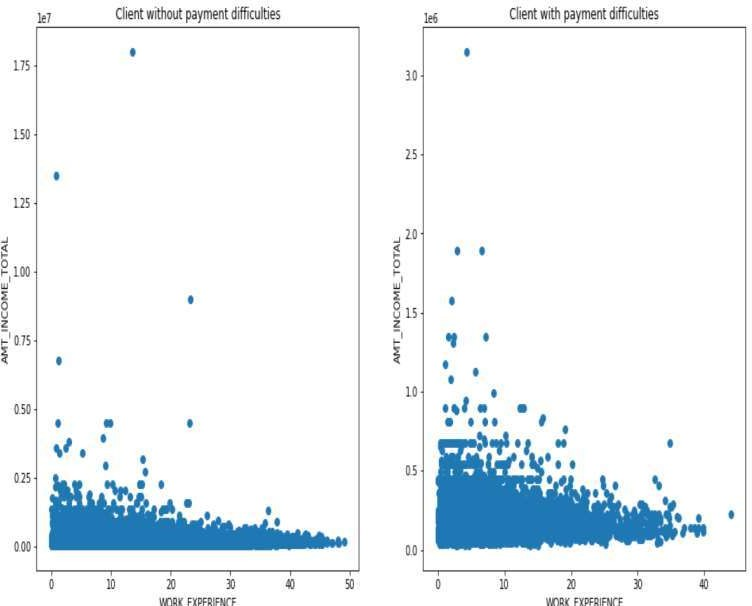 Client without payment difficulties
1e7
1.75
1.50
1.25
1.00
0.75
0.50
0.25
0.00
AMT_INCOME_TOTAL
0 10 20 30 40 50
WORK_EXPERIENCE
Client with payment difficulties
1e6
3.0
2.5
2.0
1.5
1.0
0.5
0.0
AMT_INCOME_TOTAL
0 10 20 30 40
WORK_EXPERIENCE